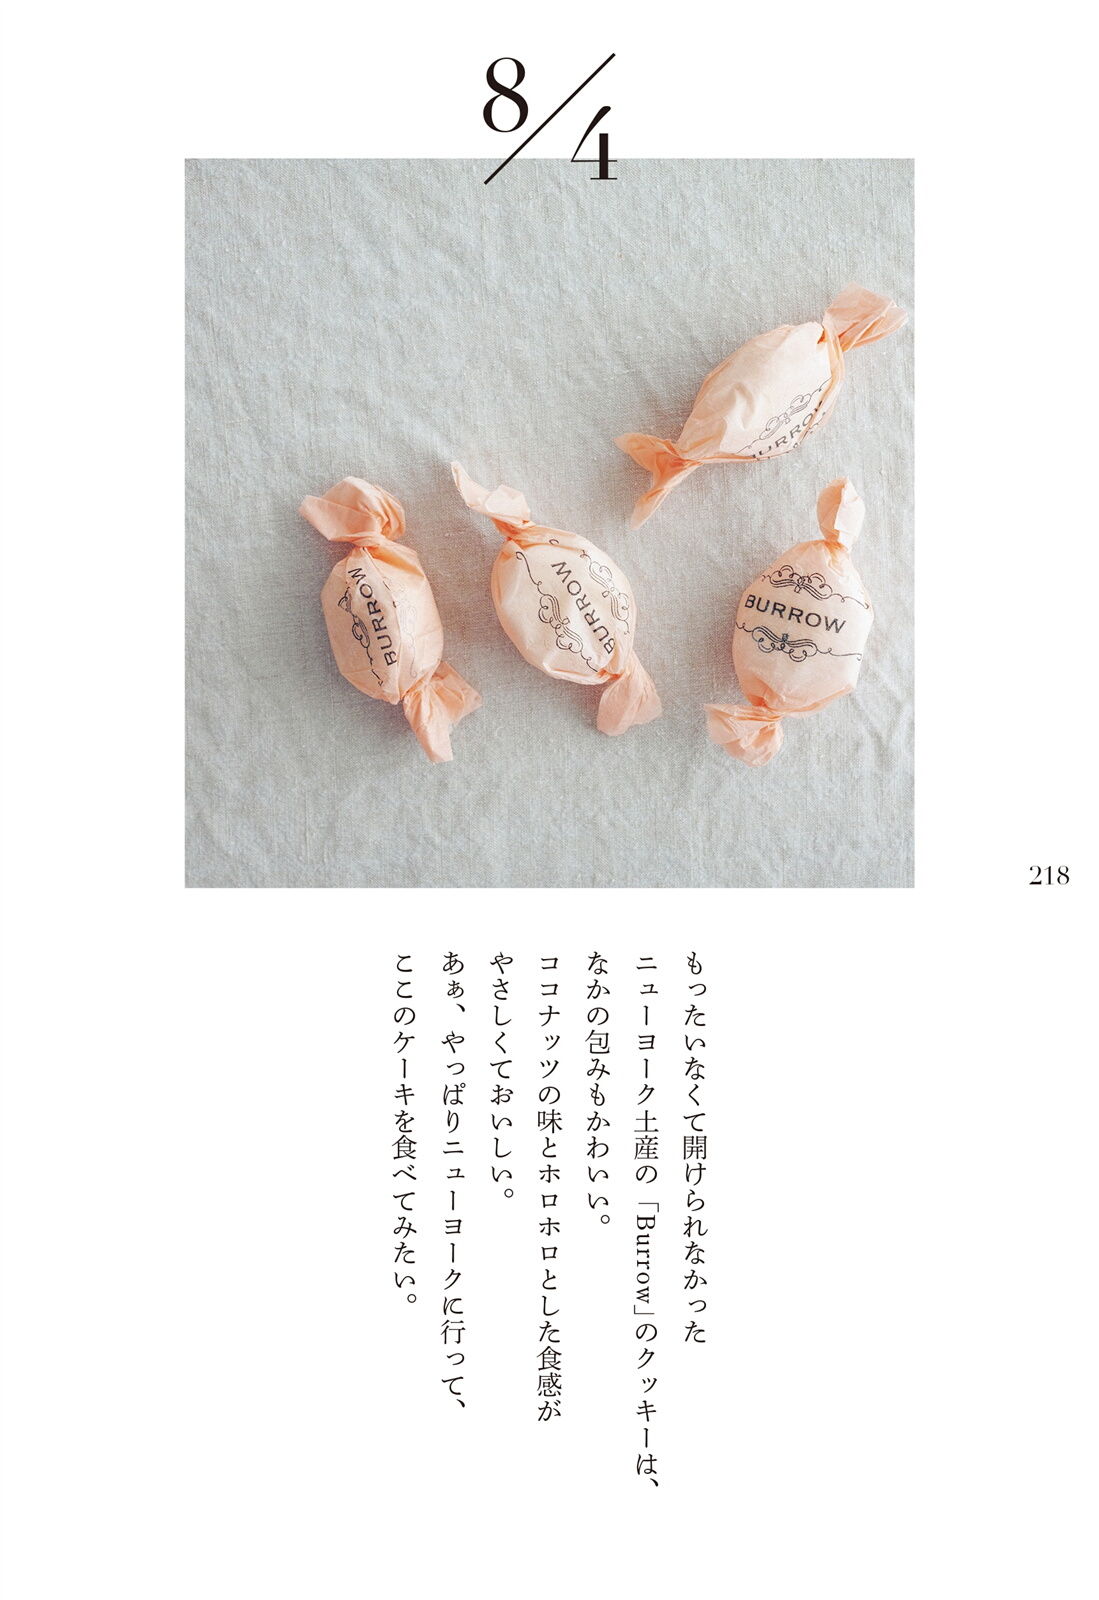 8/4
BURROW
BURROW
BURROW
BURROW
218
もったいなくて開けられなかった
ニューヨーク土産の「Burrow」のクッキーは、
なかの包みもかわいい。
ココナッツの味とホロホロとした食感が
やさしくておいしい。
あぁ、やっぱりニューヨークに行って、
ここのケーキを食べてみたい。